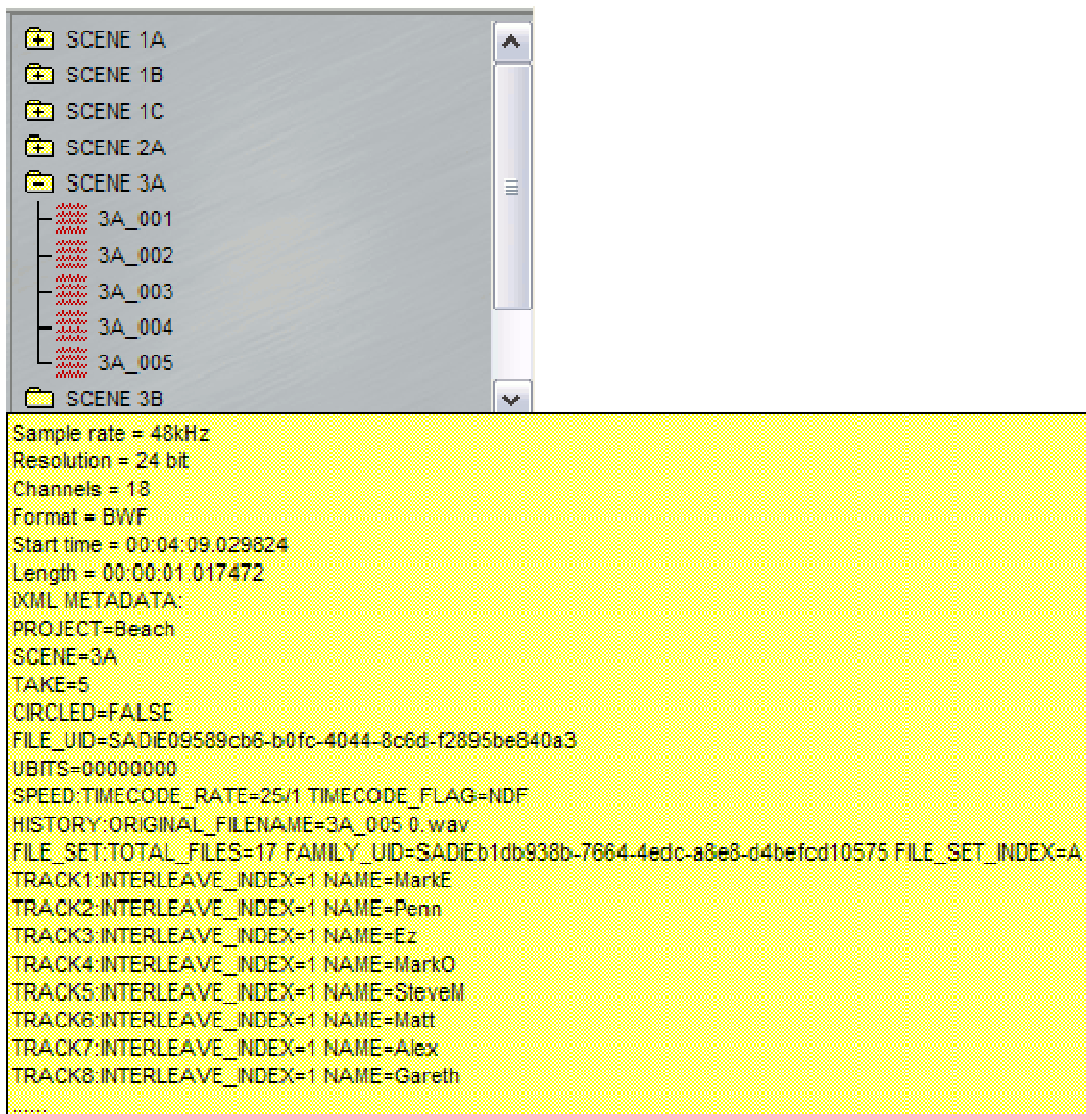 SCENE 1A
SCENE 1B
SCENE 1C
SCENE 2A
SCENE 3A
3A_001
3A_002
3A_003
3A_004
3A_005
SCENE 3B
Sample rate = 48kHz
Resolution = 24 bit
Channels = 18
Format = BWF
Start time = 00:04:09.029824
Length = 00:00:01.017472
iXML METADATA:
PROJECT=Beach
SCENE=3A
TAKE=5
CIRCLED=FALSE
FILE_UID=SADiE09589cb6-b0fc-4044-8c6d-f2895be840a3
UBITS=00000000
SPEED:TIMECODE_RATE=25/1 TIMECODE_FLAG=NDF
HISTORY:ORIGINAL_FILENAME=3A_005 0.wav
FILE_SET:TOTAL_FILES=17 FAMILY_UID=SADiEb1db938b-7664-4edc-a8e8-d4befcd10575 FILE_SET_INDEX=A
TRACK1:INTERLEAVE_INDEX=1 NAME=MarkE
TRACK2:INTERLEAVE_INDEX=1 NAME=Penn
TRACK3:INTERLEAVE_INDEX=1 NAME=Ez
TRACK4:INTERLEAVE_INDEX=1 NAME=MarkO
TRACK5:INTERLEAVE_INDEX=1 NAME=SteveM
TRACK6:INTERLEAVE_INDEX=1 NAME=Matt
TRACK7:INTERLEAVE_INDEX=1 NAME=Alex
TRACK8:INTERLEAVE_INDEX=1 NAME=Gareth
......